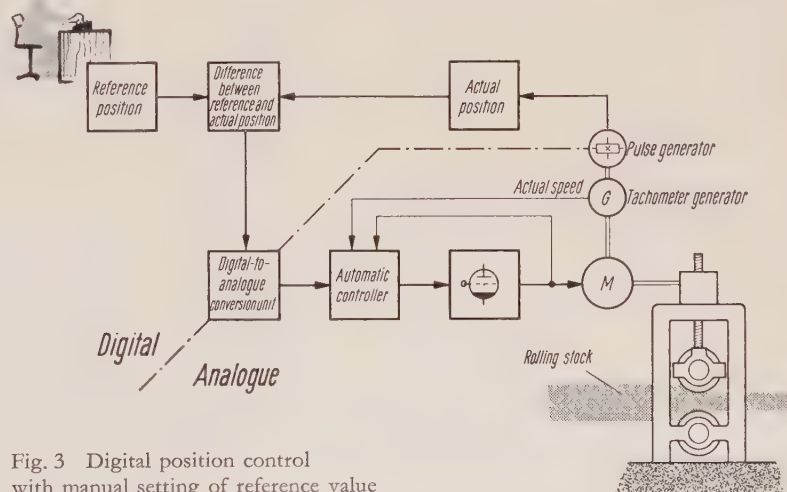 Reference
position
Difference
between
reference and
actual position
Actual
position
Pulse generator
Actual speed
G
Tachometer generator
Digital-to-
analogue
conversion unit
Automatic
controller
M
Digital
Analogue
Rolling stock
Fig. 3 Digital position control
with manual setting of reference value